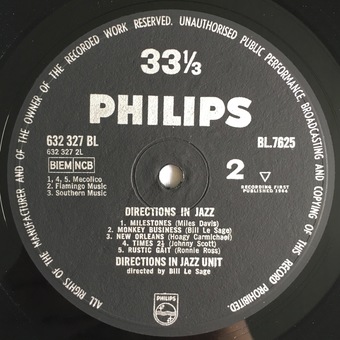 ALL RIGHTS OF THE MANUFACTURER AND OF THE OWNER OF THE RECORDED WORK RESERVED. UNAUTHORISED PUBLIC PERFORMANCE, BROADCASTING AND COPYING OF THIS RECORD PROHIBITED.
33⅓
PHILIPS
632 327 BL
632 327 2L
BIEM NCB
1, 4, 5. Mecolico
2. Flamingo Music
3. Southern Music
BL.7625
2 ▽
RECORDING FIRST
PUBLISHED 1964
DIRECTIONS IN JAZZ
1. MILESTONES (Miles Davis)
2. MONKEY BUSINESS (Bill Le Sage)
3. NEW ORLEANS (Hoagy Carmichael)
4. TIMES 2½ (Johnny Scott)
5. RUSTIC GAIT (Ronnie Ross)
DIRECTIONS IN JAZZ UNIT
directed by Bill Le Sage
PHILIPS